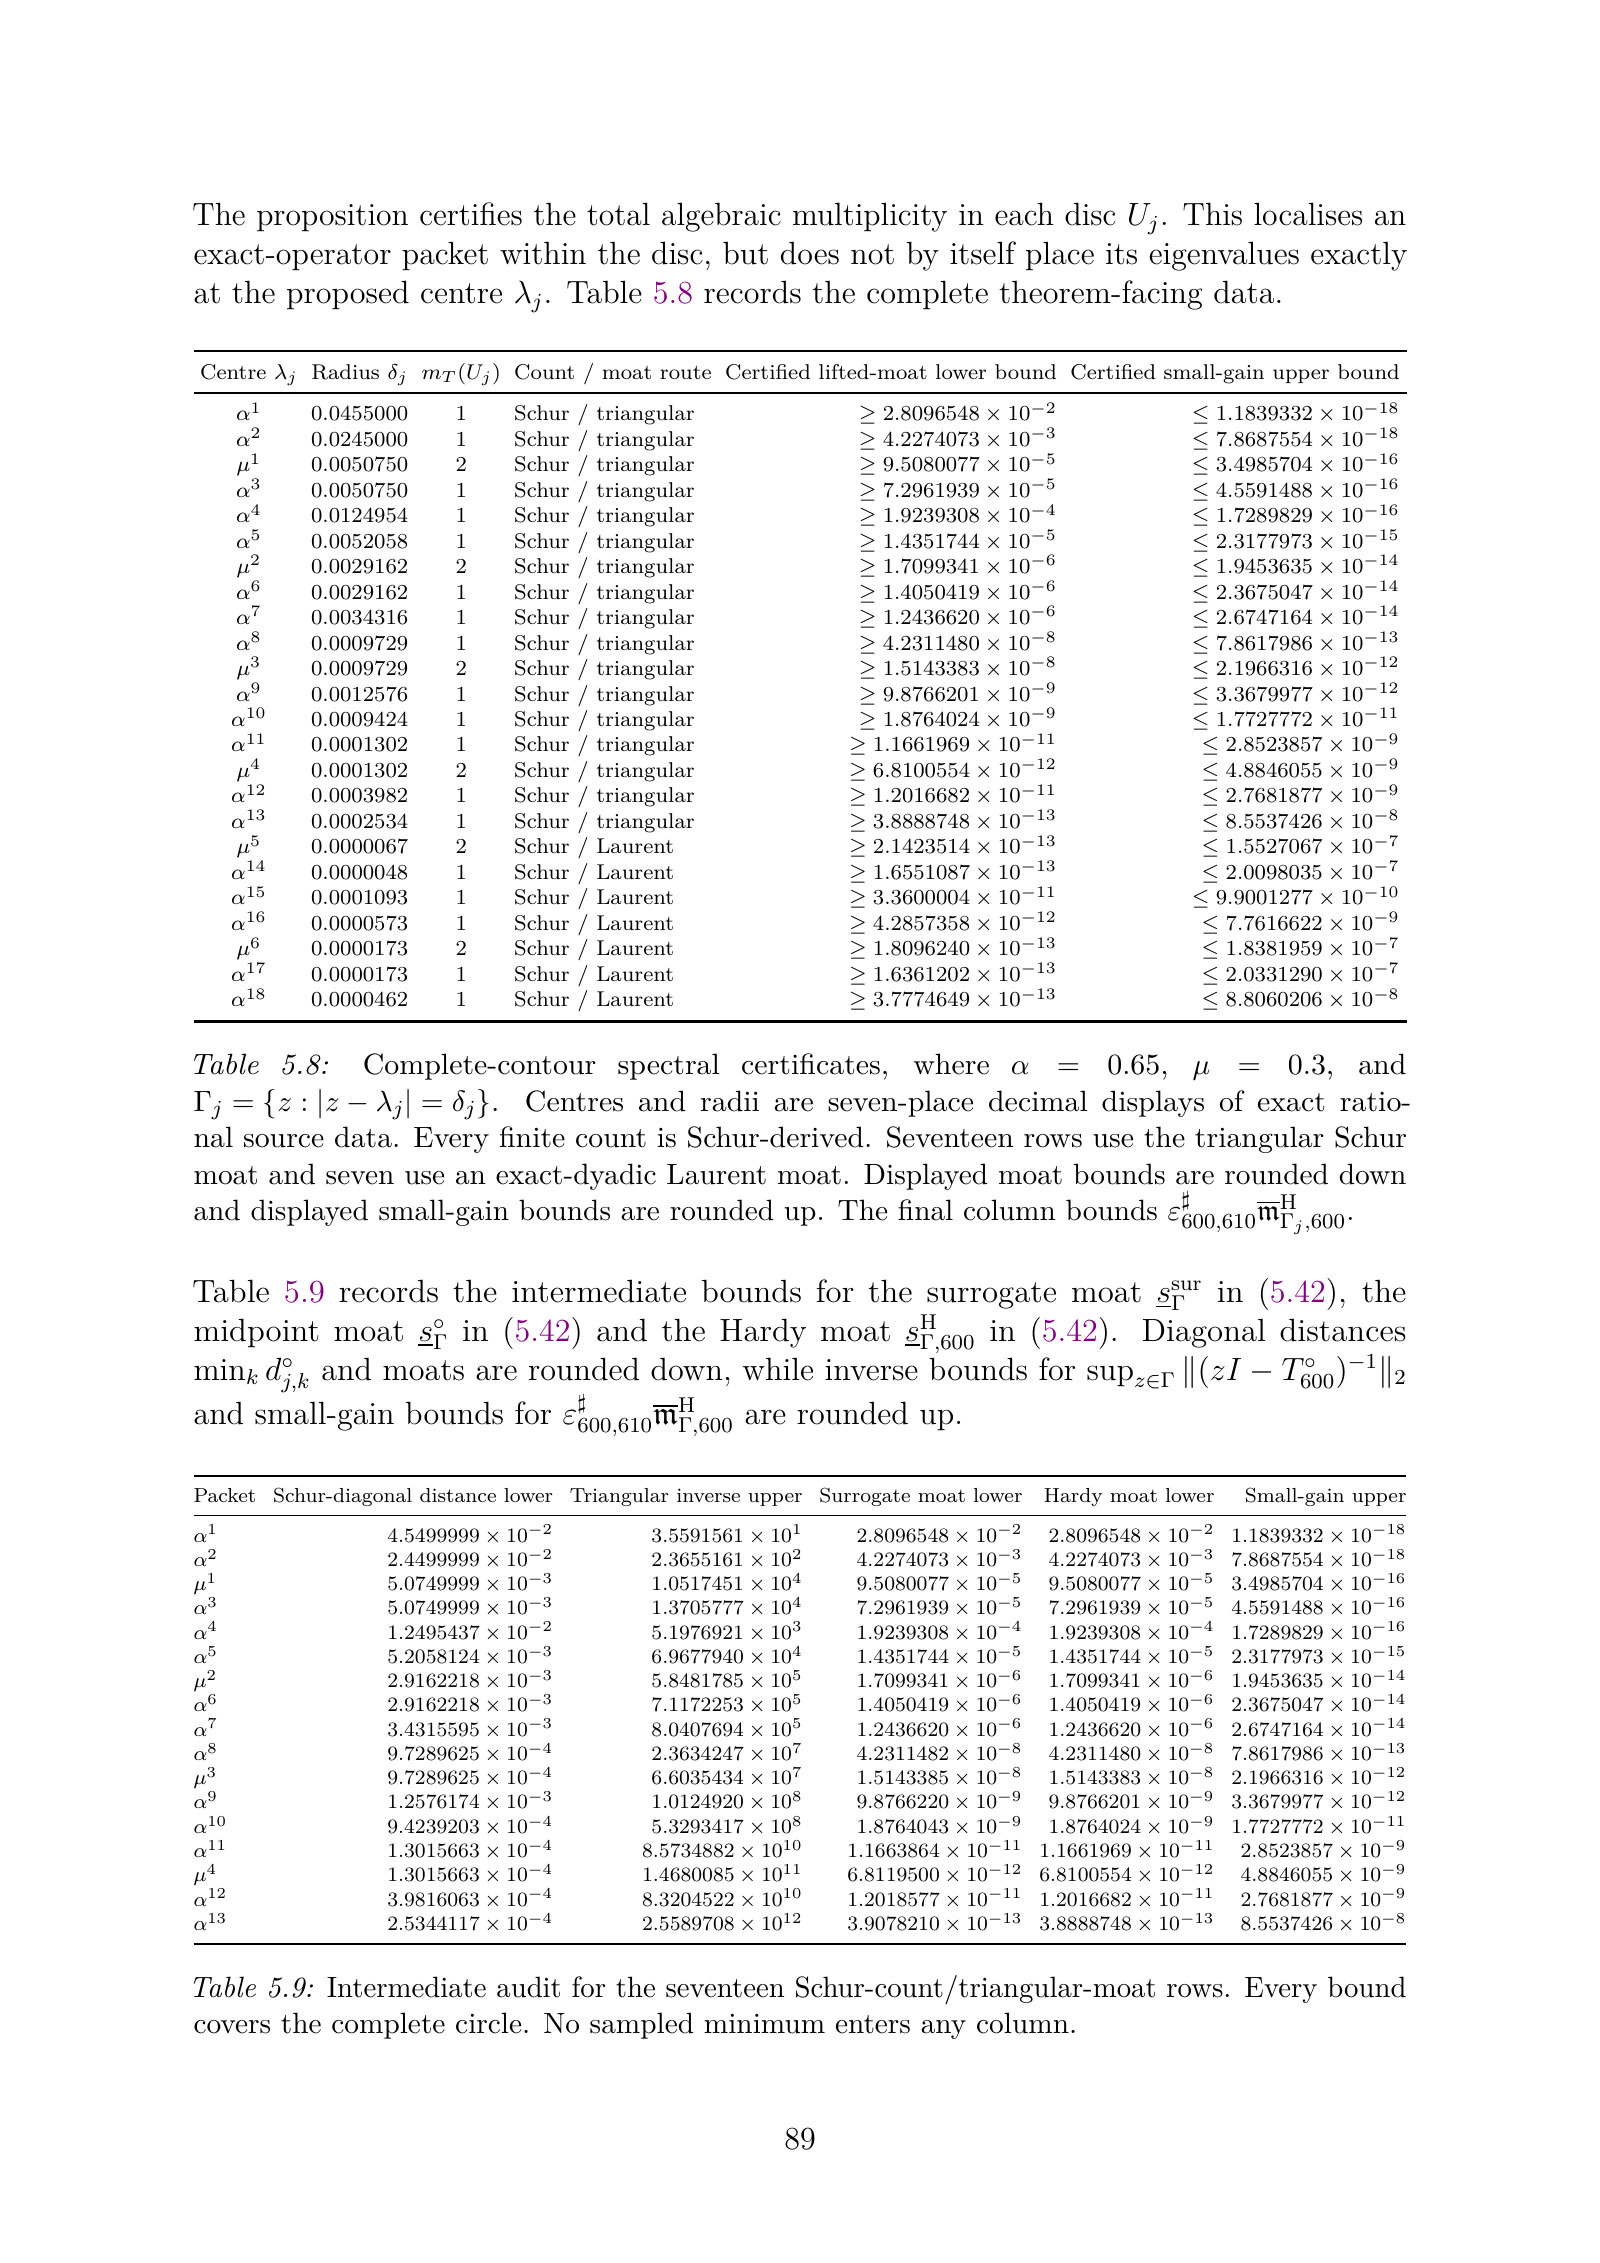 The proposition certifies the total algebraic multiplicity in each disc U_j. This localises an
exact-operator packet within the disc, but does not by itself place its eigenvalues exactly
at the proposed centre λ_j. Table 5.8 records the complete theorem-facing data.
Centre λ_j Radius δ_j m_T(U_j) Count / moat route Certified lifted-moat lower bound Certified small-gain upper bound
α^1 0.0455000 1 Schur / triangular ≥ 2.8096548 × 10^−2 ≤ 1.1839332 × 10^−18
α^2 0.0245000 1 Schur / triangular ≥ 4.2274073 × 10^−3 ≤ 7.8687554 × 10^−18
μ^1 0.0050750 2 Schur / triangular ≥ 9.5080077 × 10^−5 ≤ 3.4985704 × 10^−16
α^3 0.0050750 1 Schur / triangular ≥ 7.2961939 × 10^−5 ≤ 4.5591488 × 10^−16
α^4 0.0124954 1 Schur / triangular ≥ 1.9239308 × 10^−4 ≤ 1.7289829 × 10^−16
α^5 0.0052058 1 Schur / triangular ≥ 1.4351744 × 10^−5 ≤ 2.3177973 × 10^−15
μ^2 0.0029162 2 Schur / triangular ≥ 1.7099341 × 10^−6 ≤ 1.9453635 × 10^−14
α^6 0.0029162 1 Schur / triangular ≥ 1.4050419 × 10^−6 ≤ 2.3675047 × 10^−14
α^7 0.0034316 1 Schur / triangular ≥ 1.2436620 × 10^−6 ≤ 2.6747164 × 10^−14
α^8 0.0009729 1 Schur / triangular ≥ 4.2311480 × 10^−8 ≤ 7.8617986 × 10^−13
μ^3 0.0009729 2 Schur / triangular ≥ 1.5143383 × 10^−8 ≤ 2.1966316 × 10^−12
α^9 0.0012576 1 Schur / triangular ≥ 9.8766201 × 10^−9 ≤ 3.3679977 × 10^−12
α^10 0.0009424 1 Schur / triangular ≥ 1.8764024 × 10^−9 ≤ 1.7727772 × 10^−11
α^11 0.0001302 1 Schur / triangular ≥ 1.1661969 × 10^−11 ≤ 2.8523857 × 10^−9
μ^4 0.0001302 2 Schur / triangular ≥ 6.8100554 × 10^−12 ≤ 4.8846055 × 10^−9
α^12 0.0003982 1 Schur / triangular ≥ 1.2016682 × 10^−11 ≤ 2.7681877 × 10^−9
α^13 0.0002534 1 Schur / triangular ≥ 3.8888748 × 10^−13 ≤ 8.5537426 × 10^−8
μ^5 0.0000067 2 Schur / Laurent ≥ 2.1423514 × 10^−13 ≤ 1.5527067 × 10^−7
α^14 0.0000048 1 Schur / Laurent ≥ 1.6551087 × 10^−13 ≤ 2.0098035 × 10^−7
α^15 0.0001093 1 Schur / Laurent ≥ 3.3600004 × 10^−11 ≤ 9.9001277 × 10^−10
α^16 0.0000573 1 Schur / Laurent ≥ 4.2857358 × 10^−12 ≤ 7.7616622 × 10^−9
μ^6 0.0000173 2 Schur / Laurent ≥ 1.8096240 × 10^−13 ≤ 1.8381959 × 10^−7
α^17 0.0000173 1 Schur / Laurent ≥ 1.6361202 × 10^−13 ≤ 2.0331290 × 10^−7
α^18 0.0000462 1 Schur / Laurent ≥ 3.7774649 × 10^−13 ≤ 8.8060206 × 10^−8
Table 5.8: Complete-contour spectral certificates, where α = 0.65, μ = 0.3, and
Γ_j = {z : |z − λ_j| = δ_j}. Centres and radii are seven-place decimal displays of exact ratio-
nal source data. Every finite count is Schur-derived. Seventeen rows use the triangular Schur
moat and seven use an exact-dyadic Laurent moat. Displayed moat bounds are rounded down
and displayed small-gain bounds are rounded up. The final column bounds ε^♯_{600,610} \overline{𝔪}^H_{Γ_j,600}.
Table 5.9 records the intermediate bounds for the surrogate moat \underline{s}^{sur}_Γ in (5.42), the
midpoint moat \underline{s}^∘_Γ in (5.42) and the Hardy moat \underline{s}^H_{Γ,600} in (5.42). Diagonal distances
min_k d^∘_{j,k} and moats are rounded down, while inverse bounds for sup_{z∈Γ} ‖(zI − T^∘_{600})^{−1}‖_2
and small-gain bounds for ε^♯_{600,610} \overline{𝔪}^H_{Γ,600} are rounded up.
Packet Schur-diagonal distance lower Triangular inverse upper Surrogate moat lower Hardy moat lower Small-gain upper
α^1 4.5499999 × 10^−2 3.5591561 × 10^1 2.8096548 × 10^−2 2.8096548 × 10^−2 1.1839332 × 10^−18
α^2 2.4499999 × 10^−2 2.3655161 × 10^2 4.2274073 × 10^−3 4.2274073 × 10^−3 7.8687554 × 10^−18
μ^1 5.0749999 × 10^−3 1.0517451 × 10^4 9.5080077 × 10^−5 9.5080077 × 10^−5 3.4985704 × 10^−16
α^3 5.0749999 × 10^−3 1.3705777 × 10^4 7.2961939 × 10^−5 7.2961939 × 10^−5 4.5591488 × 10^−16
α^4 1.2495437 × 10^−2 5.1976921 × 10^3 1.9239308 × 10^−4 1.9239308 × 10^−4 1.7289829 × 10^−16
α^5 5.2058124 × 10^−3 6.9677940 × 10^4 1.4351744 × 10^−5 1.4351744 × 10^−5 2.3177973 × 10^−15
μ^2 2.9162218 × 10^−3 5.8481785 × 10^5 1.7099341 × 10^−6 1.7099341 × 10^−6 1.9453635 × 10^−14
α^6 2.9162218 × 10^−3 7.1172253 × 10^5 1.4050419 × 10^−6 1.4050419 × 10^−6 2.3675047 × 10^−14
α^7 3.4315595 × 10^−3 8.0407694 × 10^5 1.2436620 × 10^−6 1.2436620 × 10^−6 2.6747164 × 10^−14
α^8 9.7289625 × 10^−4 2.3634247 × 10^7 4.2311482 × 10^−8 4.2311480 × 10^−8 7.8617986 × 10^−13
μ^3 9.7289625 × 10^−4 6.6035434 × 10^7 1.5143385 × 10^−8 1.5143383 × 10^−8 2.1966316 × 10^−12
α^9 1.2576174 × 10^−3 1.0124920 × 10^8 9.8766220 × 10^−9 9.8766201 × 10^−9 3.3679977 × 10^−12
α^10 9.4239203 × 10^−4 5.3293417 × 10^8 1.8764043 × 10^−9 1.8764024 × 10^−9 1.7727772 × 10^−11
α^11 1.3015663 × 10^−4 8.5734882 × 10^10 1.1663864 × 10^−11 1.1661969 × 10^−11 2.8523857 × 10^−9
μ^4 1.3015663 × 10^−4 1.4680085 × 10^11 6.8119500 × 10^−12 6.8100554 × 10^−12 4.8846055 × 10^−9
α^12 3.9816063 × 10^−4 8.3204522 × 10^10 1.2018577 × 10^−11 1.2016682 × 10^−11 2.7681877 × 10^−9
α^13 2.5344117 × 10^−4 2.5589708 × 10^12 3.9078210 × 10^−13 3.8888748 × 10^−13 8.5537426 × 10^−8
Table 5.9: Intermediate audit for the seventeen Schur-count/triangular-moat rows. Every bound
covers the complete circle. No sampled minimum enters any column.
89